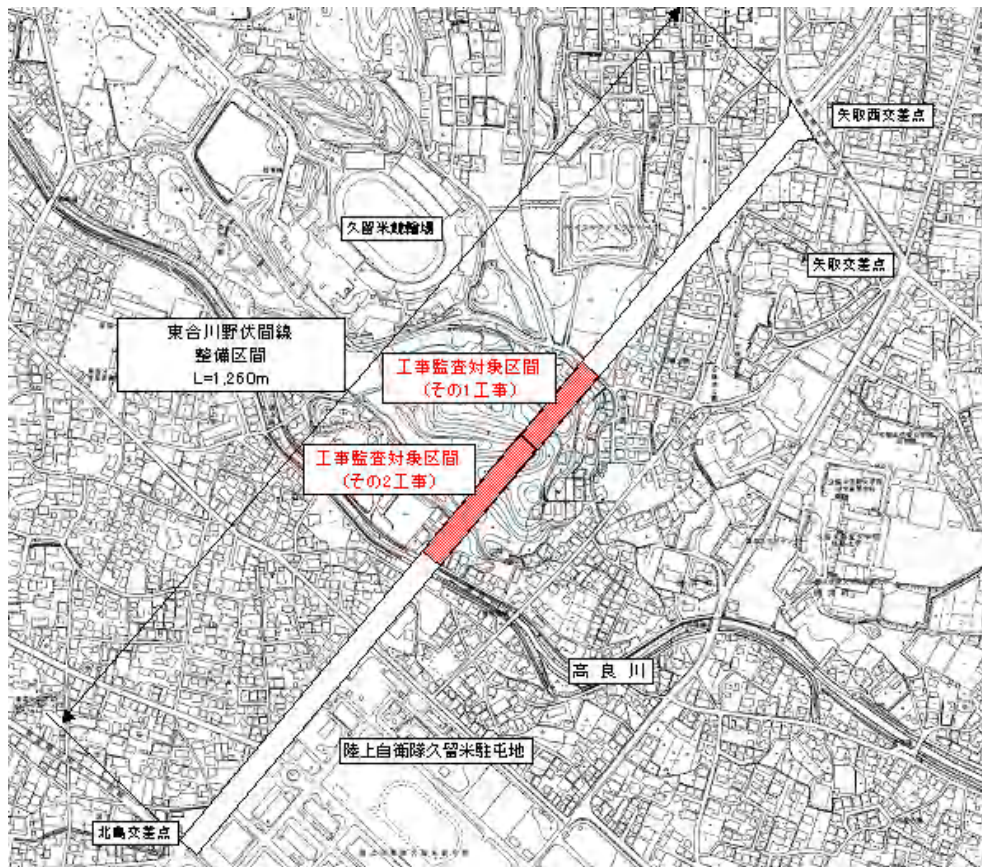 矢取西交差点
久留米競輪場
矢取交差点
東合川野伏間線
整備区間
L=1,260m
工事監査対象区間
(その1工事)
工事監査対象区間
(その2工事)
高良川
陸上自衛隊久留米駐屯地
北島交差点